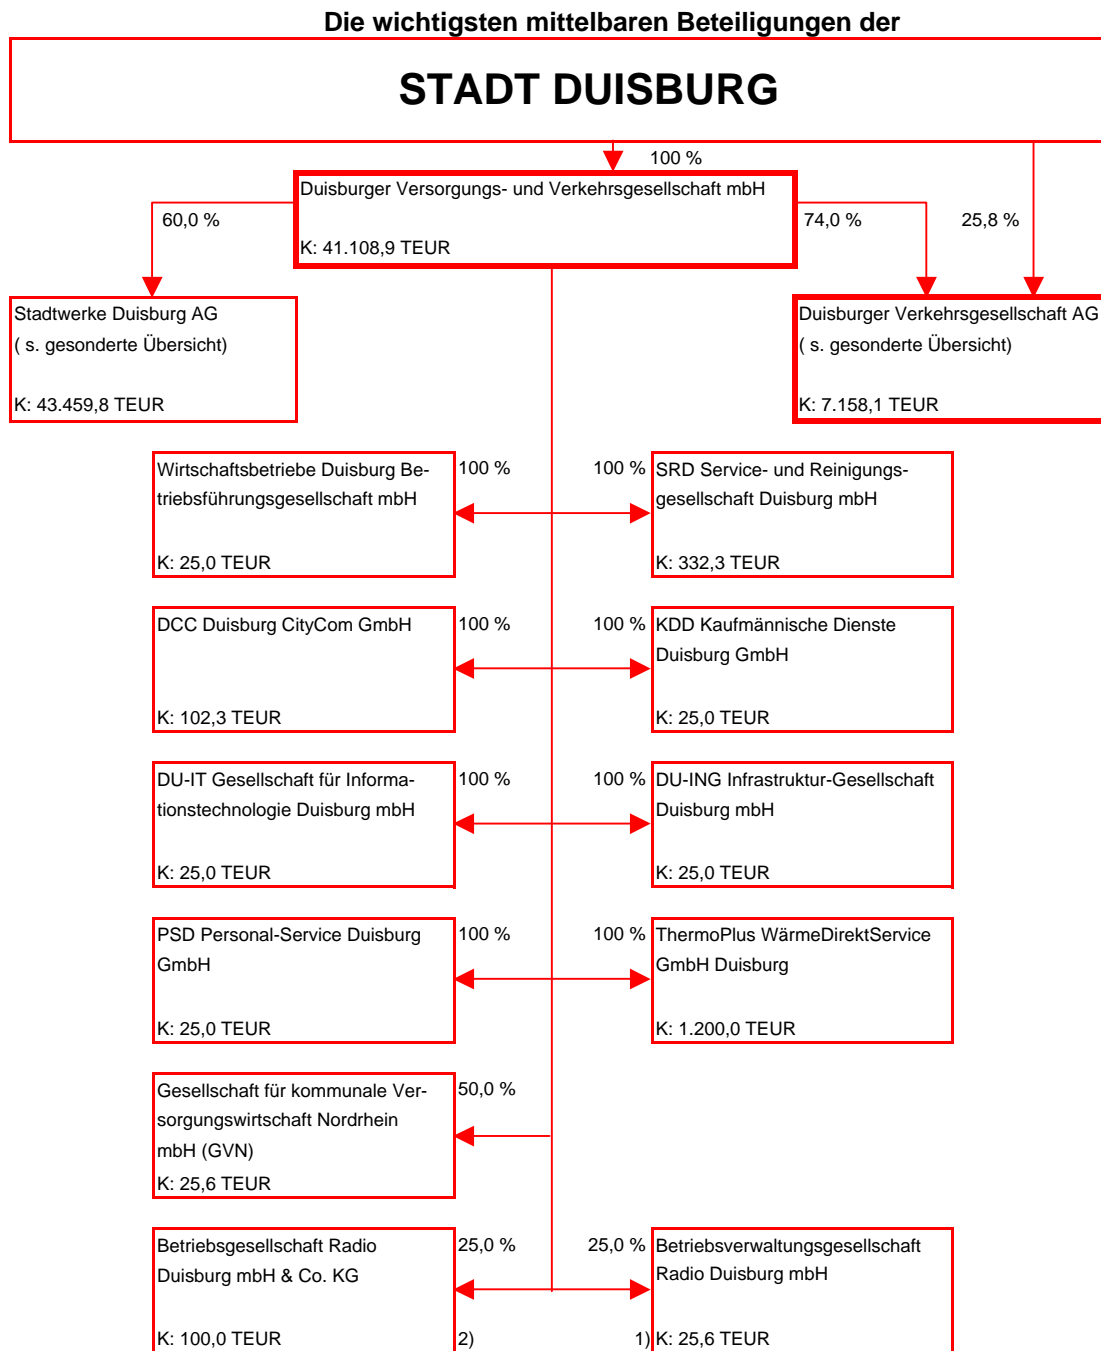 Die wichtigsten mittelbaren Beteiligungen der
STADT DUISBURG
100 %
Duisburger Versorgungs- und Verkehrsgesellschaft mbH
K: 41.108,9 TEUR
60,0 %
74,0 %
25,8 %
Stadtwerke Duisburg AG
( s. gesonderte Übersicht)
K: 43.459,8 TEUR
Duisburger Verkehrsgesellschaft AG
( s. gesonderte Übersicht)
K: 7.158,1 TEUR
Wirtschaftsbetriebe Duisburg Be-
triebsführungsgesellschaft mbH
K: 25,0 TEUR
100 %
100 %
SRD Service- und Reinigungs-
gesellschaft Duisburg mbH
K: 332,3 TEUR
DCC Duisburg CityCom GmbH
K: 102,3 TEUR
100 %
100 %
KDD Kaufmännische Dienste
Duisburg GmbH
K: 25,0 TEUR
DU-IT Gesellschaft für Informa-
tionstechnologie Duisburg mbH
K: 25,0 TEUR
100 %
100 %
DU-ING Infrastruktur-Gesellschaft
Duisburg mbH
K: 25,0 TEUR
PSD Personal-Service Duisburg
GmbH
K: 25,0 TEUR
100 %
100 %
ThermoPlus WärmeDirektService
GmbH Duisburg
K: 1.200,0 TEUR
Gesellschaft für kommunale Ver-
sorgungswirtschaft Nordrhein
mbH (GVN)
K: 25,6 TEUR
50,0 %
Betriebsgesellschaft Radio
Duisburg mbH & Co. KG
K: 100,0 TEUR
25,0 %
2)
25,0 %
1)
Betriebsverwaltungsgesellschaft
Radio Duisburg mbH
K: 25,6 TEUR